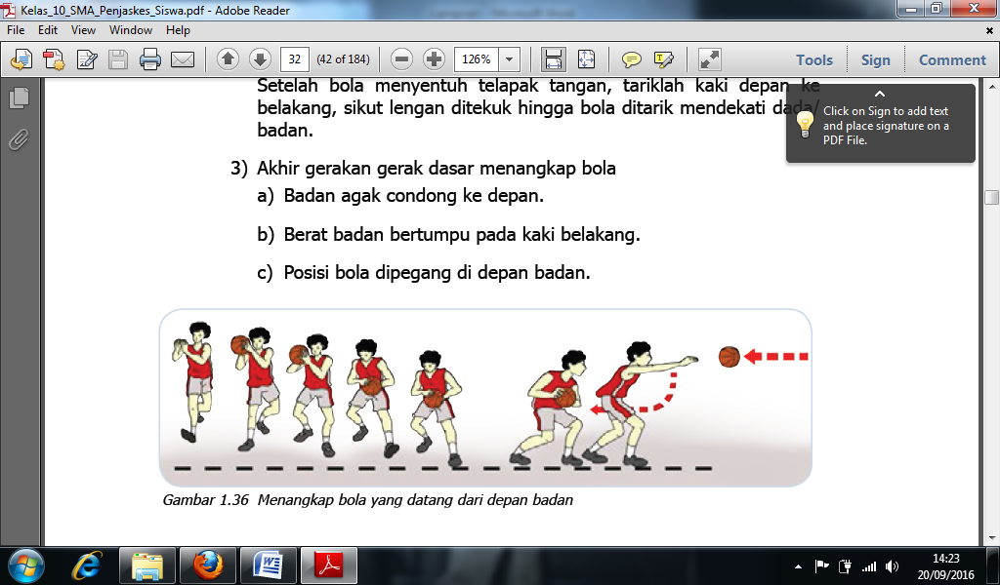 Kelas_10_SMA_Penjaskes_Siswa.pdf - Adobe Reader
File Edit View Window Help
32 (42 of 184) 126% Tools Sign Comment
Setelah bola menyentuh telapak tangan, tariklah kaki depan ke
belakang, sikut lengan ditekuk hingga bola ditarik mendekati dada/
badan.
Click on Sign to add text
and place signature on a
PDF File.
3) Akhir gerakan gerak dasar menangkap bola
a) Badan agak condong ke depan.
b) Berat badan bertumpu pada kaki belakang.
c) Posisi bola dipegang di depan badan.
Gambar 1.36 Menangkap bola yang datang dari depan badan
14:23
20/09/2016